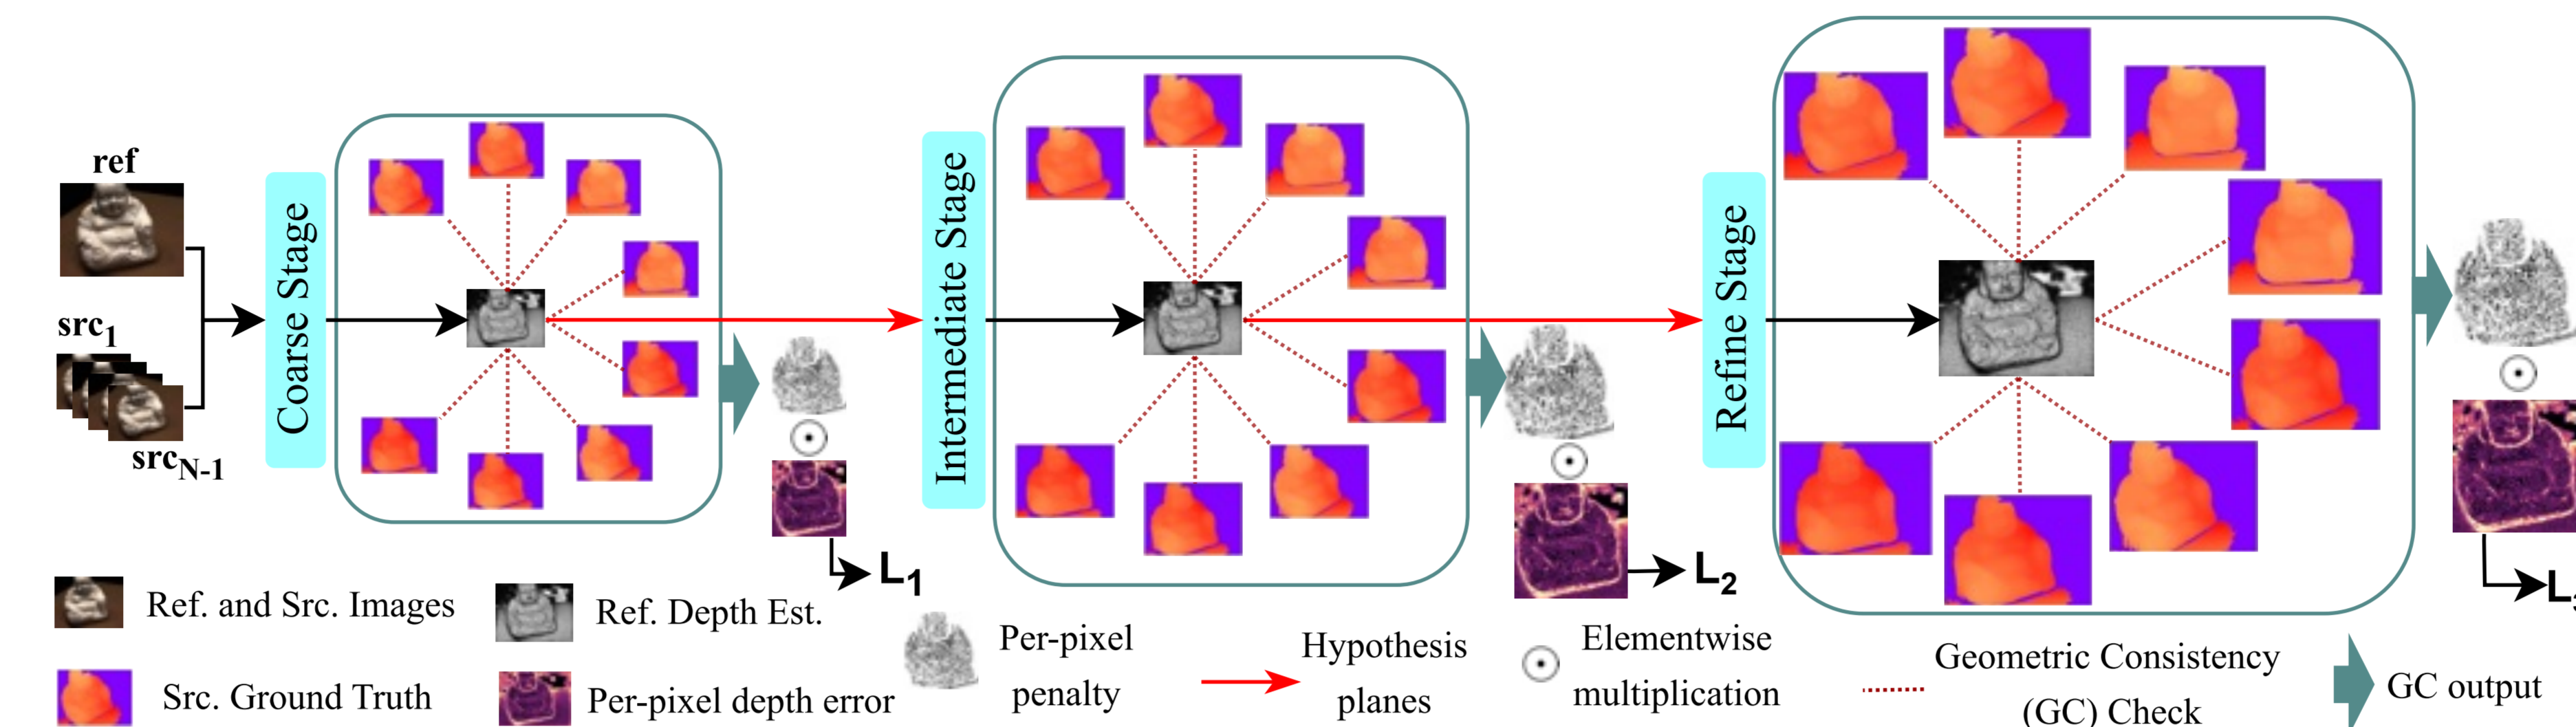 ref
src1
srcN-1
Coarse Stage
Intermediate Stage
Refine Stage
L1
L2
Ref. and Src. Images
Ref. Depth Est.
Src. Ground Truth
Per-pixel depth error
Per-pixel
penalty
Hypothesis
planes
Elementwise
multiplication
Geometric Consistency
(GC) Check
GC output